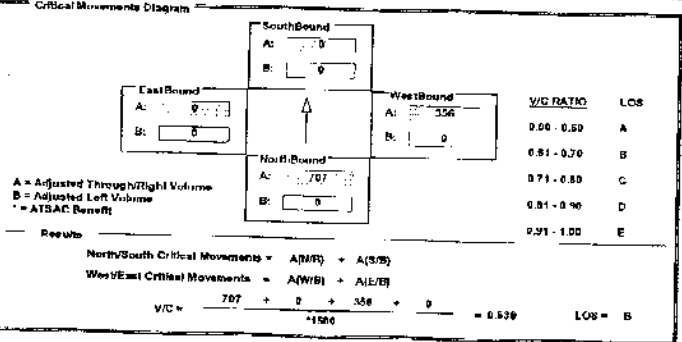 Critical Movements Diagram
SouthBound
A: 0
B: 0
EastBound
A: 0
B: 0
WestBound
A: 356
B: 0
NorthBound
A: 707
B: 0
V/C RATIO LOS
0.00 - 0.60 A
0.61 - 0.70 B
0.71 - 0.80 C
0.81 - 0.90 D
0.91 - 1.00 E
A = Adjusted Through/Right Volume
B = Adjusted Left Volume
* = ATSAC Benefit
Results
North/South Critical Movements = A(N/B) + A(S/B)
West/East Critical Movements = A(W/B) + A(E/B)
V/C = 707 + 0 + 356 + 0 = 0.639 LOS = B
*1500